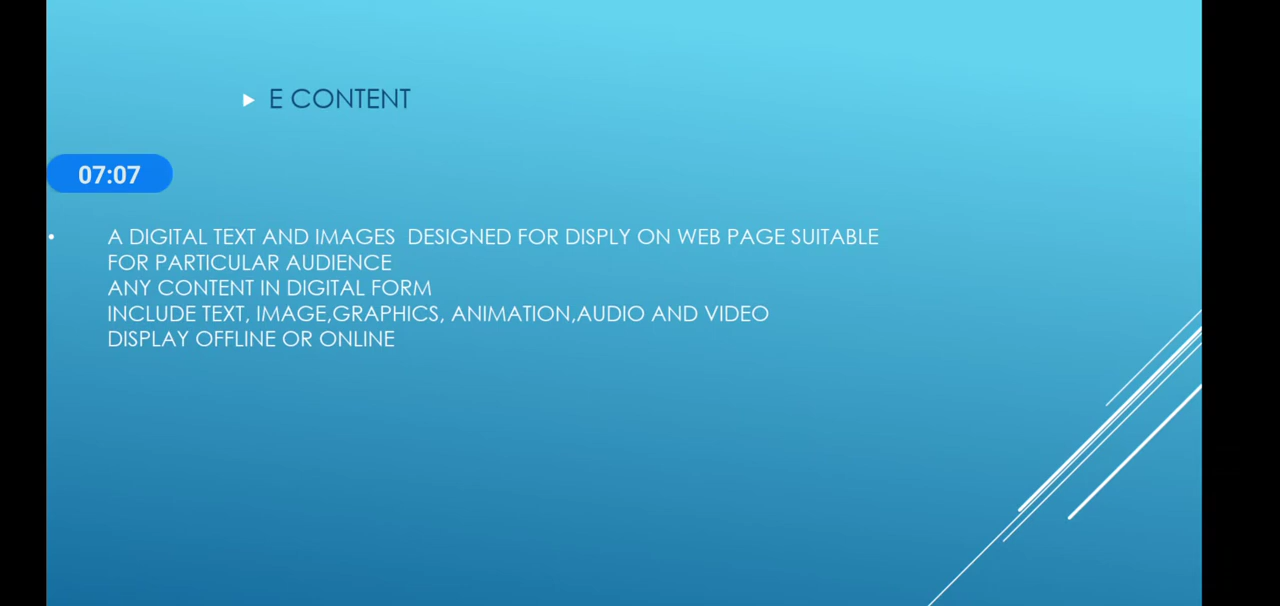 E CONTENT
07:07
• A DIGITAL TEXT AND IMAGES DESIGNED FOR DISPLY ON WEB PAGE SUITABLE
FOR PARTICULAR AUDIENCE
ANY CONTENT IN DIGITAL FORM
INCLUDE TEXT, IMAGE,GRAPHICS, ANIMATION,AUDIO AND VIDEO
DISPLAY OFFLINE OR ONLINE